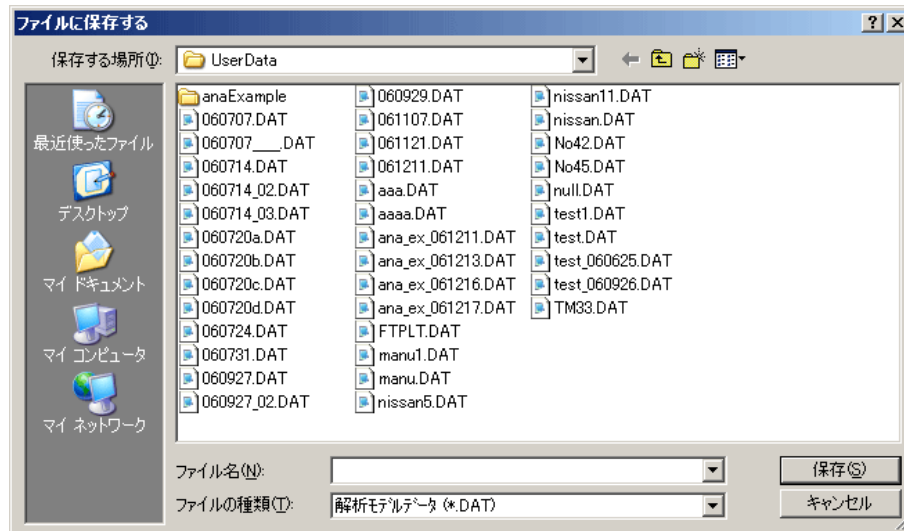 ファイルに保存する
保存する場所(I):
UserData
最近使ったファイル
デスクトップ
マイ ドキュメント
マイ コンピュータ
マイ ネットワーク
anaExample
060707.DAT
060707____.DAT
060714.DAT
060714_02.DAT
060714_03.DAT
060720a.DAT
060720b.DAT
060720c.DAT
060720d.DAT
060724.DAT
060731.DAT
060927.DAT
060927_02.DAT
060929.DAT
061107.DAT
061121.DAT
061211.DAT
aaa.DAT
aaaa.DAT
ana_ex_061211.DAT
ana_ex_061213.DAT
ana_ex_061216.DAT
ana_ex_061217.DAT
FTPLT.DAT
manu1.DAT
manu.DAT
nissan5.DAT
nissan11.DAT
nissan.DAT
No42.DAT
No45.DAT
null.DAT
test1.DAT
test.DAT
test_060625.DAT
test_060926.DAT
TM33.DAT
ファイル名(N):
保存(S)
ファイルの種類(T):
解析モデルデータ (*.DAT)
キャンセル